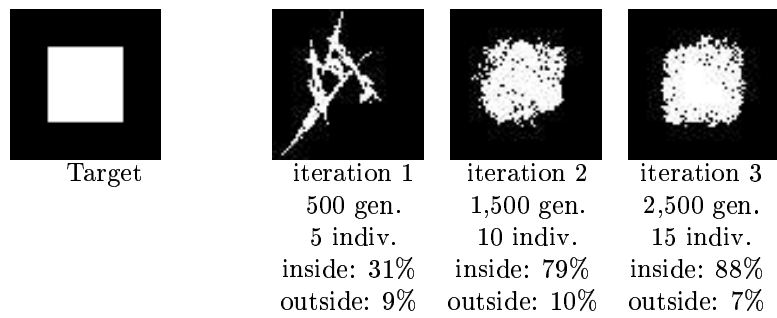 Target
iteration 1
500 gen.
5 indiv.
inside: 31%
outside: 9%
iteration 2
1,500 gen.
10 indiv.
inside: 79%
outside: 10%
iteration 3
2,500 gen.
15 indiv.
inside: 88%
outside: 7%